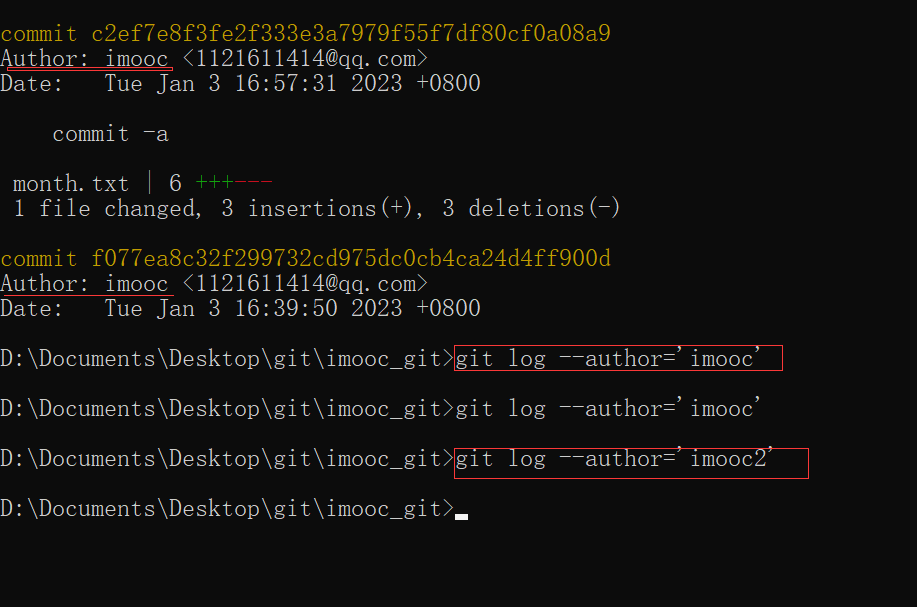 commit c2ef7e8f3fe2f333e3a7979f55f7df80cf0a08a9
Author: imooc <1121611414@qq.com>
Date:   Tue Jan 3 16:57:31 2023 +0800
    commit -a
 month.txt | 6 +++---
 1 file changed, 3 insertions(+), 3 deletions(-)
commit f077ea8c32f299732cd975dc0cb4ca24d4ff900d
Author: imooc <1121611414@qq.com>
Date:   Tue Jan 3 16:39:50 2023 +0800
D:\Documents\Desktop\git\imooc_git>git log --author='imooc'
D:\Documents\Desktop\git\imooc_git>git log --author='imooc'
D:\Documents\Desktop\git\imooc_git>git log --author='imooc2'
D:\Documents\Desktop\git\imooc_git>